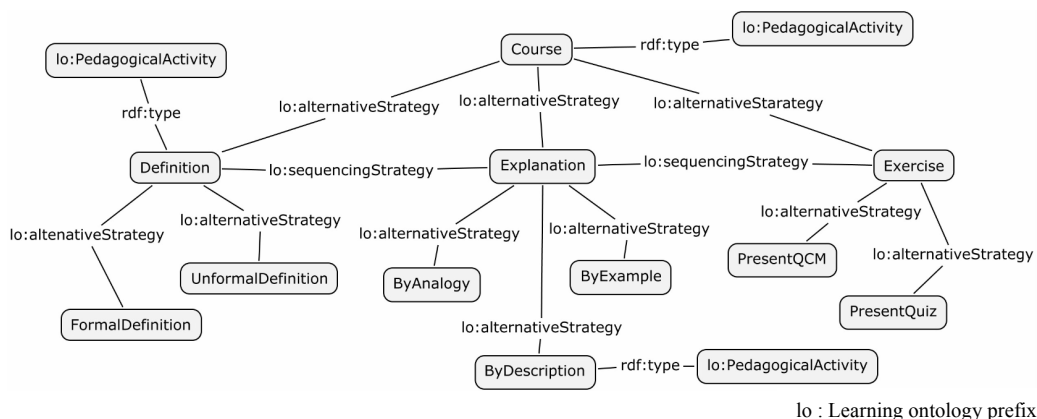 lo:PedagogicalActivity
Course
rdf:type
lo:PedagogicalActivity
lo:alternativeStrategy
lo:alternativeStrategy
lo:alternativeStarategy
rdf:type
Definition
lo:sequencingStrategy
Explanation
lo:sequencingStrategy
Exercise
lo:altenativeStrategy
lo:alternativeStrategy
lo:alternativeStrategy
lo:alternativeStrategy
lo:alternativeStrategy
lo:alternativeStrategy
UnformalDefinition
ByAnalogy
ByExample
PresentQCM
FormalDefinition
PresentQuiz
lo:alternativeStrategy
ByDescription
rdf:type
lo:PedagogicalActivity
lo : Learning ontology prefix